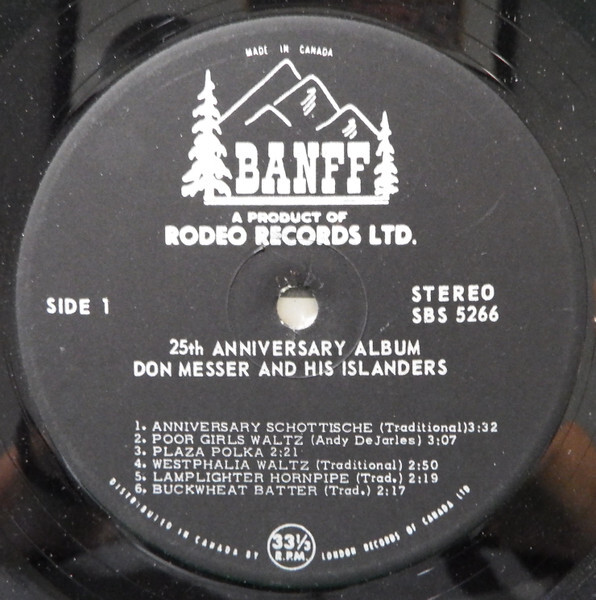 MADE IN CANADA
BANFF
A PRODUCT OF
RODEO RECORDS LTD.
SIDE 1
STEREO
SBS 5266
25th ANNIVERSARY ALBUM
DON MESSER AND HIS ISLANDERS
1. ANNIVERSARY SCHOTTISCHE (Traditional)3:32
2. POOR GIRLS WALTZ (Andy DeJarles) 3:07
3. PLAZA POLKA 2:21
4. WESTPHALIA WALTZ (Traditional) 2:50
5. LAMPLIGHTER HORNPIPE (Trad.) 2:19
6. BUCKWHEAT BATTER (Trad.) 2:17
DISTRIBUTED IN CANADA BY LONDON RECORDS OF CANADA LTD
33⅓
R.P.M.